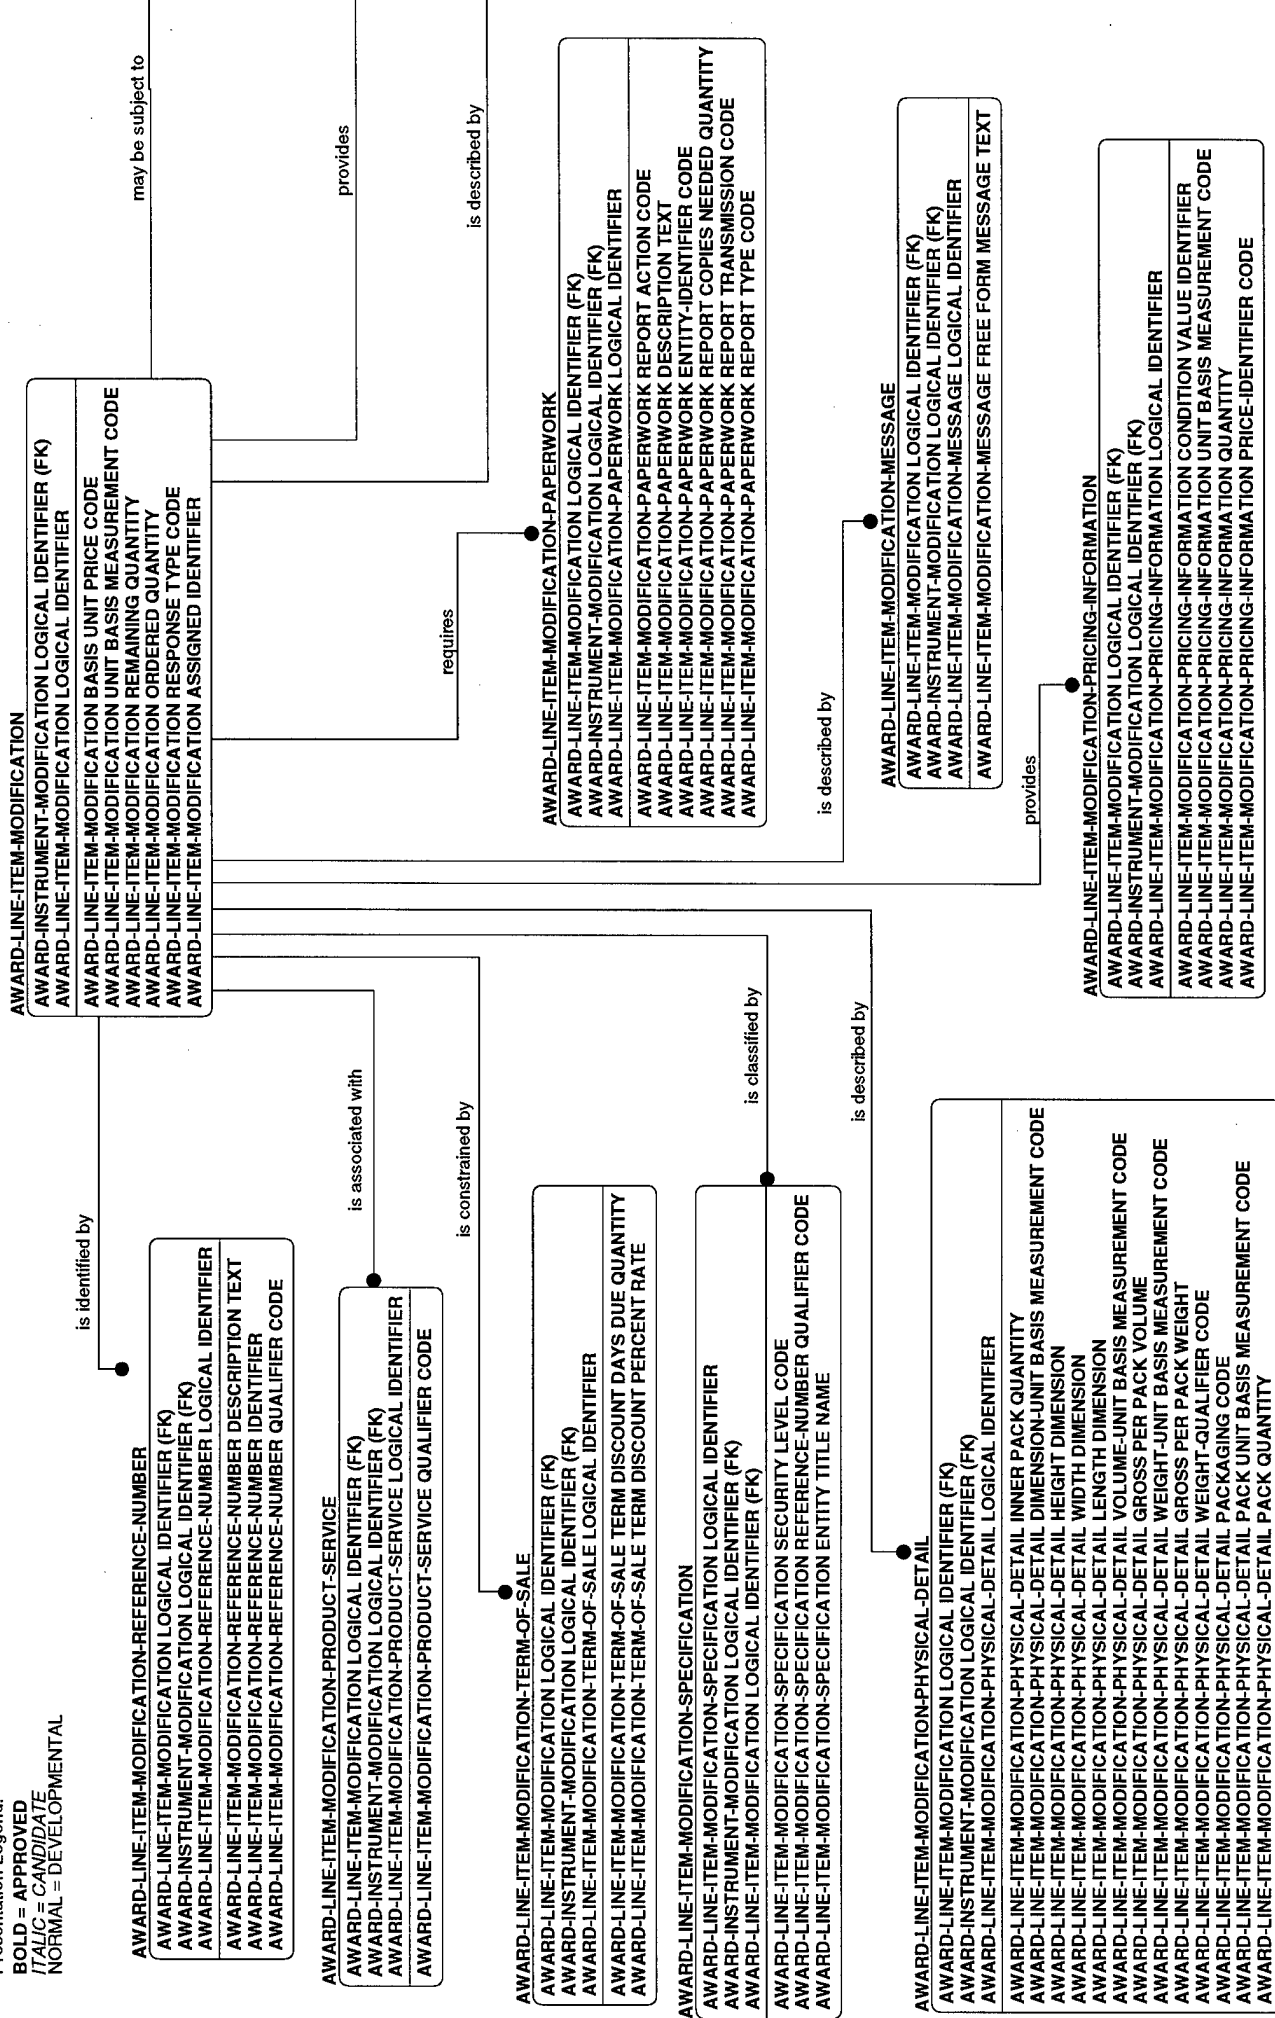 BOLD = APPROVED
ITALIC = CANDIDATE
NORMAL = DEVELOPMENTAL
AWARD-LINE-ITEM-MODIFICATION
AWARD-INSTRUMENT-MODIFICATION LOGICAL IDENTIFIER (FK)
AWARD-LINE-ITEM-MODIFICATION LOGICAL IDENTIFIER
AWARD-LINE-ITEM-MODIFICATION BASIS UNIT PRICE CODE
AWARD-LINE-ITEM-MODIFICATION UNIT BASIS MEASUREMENT CODE
AWARD-LINE-ITEM-MODIFICATION REMAINING QUANTITY
AWARD-LINE-ITEM-MODIFICATION ORDERED QUANTITY
AWARD-LINE-ITEM-MODIFICATION RESPONSE TYPE CODE
AWARD-LINE-ITEM-MODIFICATION ASSIGNED IDENTIFIER
may be subject to
provides
is described by
is identified by
AWARD-LINE-ITEM-MODIFICATION-REFERENCE-NUMBER
AWARD-LINE-ITEM-MODIFICATION LOGICAL IDENTIFIER (FK)
AWARD-INSTRUMENT-MODIFICATION LOGICAL IDENTIFIER (FK)
AWARD-LINE-ITEM-MODIFICATION-REFERENCE-NUMBER LOGICAL IDENTIFIER
AWARD-LINE-ITEM-MODIFICATION-REFERENCE-NUMBER DESCRIPTION TEXT
AWARD-LINE-ITEM-MODIFICATION-REFERENCE-NUMBER IDENTIFIER
AWARD-LINE-ITEM-MODIFICATION-REFERENCE-NUMBER QUALIFIER CODE
is associated with
AWARD-LINE-ITEM-MODIFICATION-PRODUCT-SERVICE
AWARD-LINE-ITEM-MODIFICATION LOGICAL IDENTIFIER (FK)
AWARD-INSTRUMENT-MODIFICATION LOGICAL IDENTIFIER (FK)
AWARD-LINE-ITEM-MODIFICATION-PRODUCT-SERVICE LOGICAL IDENTIFIER
AWARD-LINE-ITEM-MODIFICATION-PRODUCT-SERVICE QUALIFIER CODE
is constrained by
AWARD-LINE-ITEM-MODIFICATION-TERM-OF-SALE
AWARD-LINE-ITEM-MODIFICATION LOGICAL IDENTIFIER (FK)
AWARD-INSTRUMENT-MODIFICATION LOGICAL IDENTIFIER (FK)
AWARD-LINE-ITEM-MODIFICATION-TERM-OF-SALE LOGICAL IDENTIFIER
AWARD-LINE-ITEM-MODIFICATION-TERM-OF-SALE TERM DISCOUNT DAYS DUE QUANTITY
AWARD-LINE-ITEM-MODIFICATION-TERM-OF-SALE TERM DISCOUNT PERCENT RATE
requires
AWARD-LINE-ITEM-MODIFICATION-PAPERWORK
AWARD-LINE-ITEM-MODIFICATION LOGICAL IDENTIFIER (FK)
AWARD-INSTRUMENT-MODIFICATION LOGICAL IDENTIFIER (FK)
AWARD-LINE-ITEM-MODIFICATION-PAPERWORK LOGICAL IDENTIFIER
AWARD-LINE-ITEM-MODIFICATION-PAPERWORK REPORT ACTION CODE
AWARD-LINE-ITEM-MODIFICATION-PAPERWORK DESCRIPTION TEXT
AWARD-LINE-ITEM-MODIFICATION-PAPERWORK ENTITY-IDENTIFIER CODE
AWARD-LINE-ITEM-MODIFICATION-PAPERWORK REPORT COPIES NEEDED QUANTITY
AWARD-LINE-ITEM-MODIFICATION-PAPERWORK REPORT TRANSMISSION CODE
AWARD-LINE-ITEM-MODIFICATION-PAPERWORK REPORT TYPE CODE
is classified by
AWARD-LINE-ITEM-MODIFICATION-SPECIFICATION
AWARD-LINE-ITEM-MODIFICATION-SPECIFICATION LOGICAL IDENTIFIER
AWARD-INSTRUMENT-MODIFICATION LOGICAL IDENTIFIER (FK)
AWARD-LINE-ITEM-MODIFICATION LOGICAL IDENTIFIER (FK)
AWARD-LINE-ITEM-MODIFICATION-SPECIFICATION SECURITY LEVEL CODE
AWARD-LINE-ITEM-MODIFICATION-SPECIFICATION REFERENCE-NUMBER QUALIFIER CODE
AWARD-LINE-ITEM-MODIFICATION-SPECIFICATION ENTITY TITLE NAME
is described by
AWARD-LINE-ITEM-MODIFICATION-MESSAGE
AWARD-LINE-ITEM-MODIFICATION LOGICAL IDENTIFIER (FK)
AWARD-INSTRUMENT-MODIFICATION LOGICAL IDENTIFIER (FK)
AWARD-LINE-ITEM-MODIFICATION-MESSAGE LOGICAL IDENTIFIER
AWARD-LINE-ITEM-MODIFICATION-MESSAGE FREE FORM MESSAGE TEXT
is described by
AWARD-LINE-ITEM-MODIFICATION-PHYSICAL-DETAIL
AWARD-LINE-ITEM-MODIFICATION LOGICAL IDENTIFIER (FK)
AWARD-INSTRUMENT-MODIFICATION LOGICAL IDENTIFIER (FK)
AWARD-LINE-ITEM-MODIFICATION-PHYSICAL-DETAIL LOGICAL IDENTIFIER
AWARD-LINE-ITEM-MODIFICATION-PHYSICAL-DETAIL INNER PACK QUANTITY
AWARD-LINE-ITEM-MODIFICATION-PHYSICAL-DETAIL DIMENSION-UNIT BASIS MEASUREMENT CODE
AWARD-LINE-ITEM-MODIFICATION-PHYSICAL-DETAIL HEIGHT DIMENSION
AWARD-LINE-ITEM-MODIFICATION-PHYSICAL-DETAIL WIDTH DIMENSION
AWARD-LINE-ITEM-MODIFICATION-PHYSICAL-DETAIL LENGTH DIMENSION
AWARD-LINE-ITEM-MODIFICATION-PHYSICAL-DETAIL VOLUME-UNIT BASIS MEASUREMENT CODE
AWARD-LINE-ITEM-MODIFICATION-PHYSICAL-DETAIL GROSS PER PACK VOLUME
AWARD-LINE-ITEM-MODIFICATION-PHYSICAL-DETAIL WEIGHT-UNIT BASIS MEASUREMENT CODE
AWARD-LINE-ITEM-MODIFICATION-PHYSICAL-DETAIL GROSS PER PACK WEIGHT
AWARD-LINE-ITEM-MODIFICATION-PHYSICAL-DETAIL WEIGHT-QUALIFIER CODE
AWARD-LINE-ITEM-MODIFICATION-PHYSICAL-DETAIL PACKAGING CODE
AWARD-LINE-ITEM-MODIFICATION-PHYSICAL-DETAIL PACK UNIT BASIS MEASUREMENT CODE
AWARD-LINE-ITEM-MODIFICATION-PHYSICAL-DETAIL PACK QUANTITY
provides
AWARD-LINE-ITEM-MODIFICATION-PRICING-INFORMATION
AWARD-LINE-ITEM-MODIFICATION LOGICAL IDENTIFIER (FK)
AWARD-INSTRUMENT-MODIFICATION LOGICAL IDENTIFIER (FK)
AWARD-LINE-ITEM-MODIFICATION-PRICING-INFORMATION LOGICAL IDENTIFIER
AWARD-LINE-ITEM-MODIFICATION-PRICING-INFORMATION CONDITION VALUE IDENTIFIER
AWARD-LINE-ITEM-MODIFICATION-PRICING-INFORMATION UNIT BASIS MEASUREMENT CODE
AWARD-LINE-ITEM-MODIFICATION-PRICING-INFORMATION QUANTITY
AWARD-LINE-ITEM-MODIFICATION-PRICING-INFORMATION PRICE-IDENTIFIER CODE